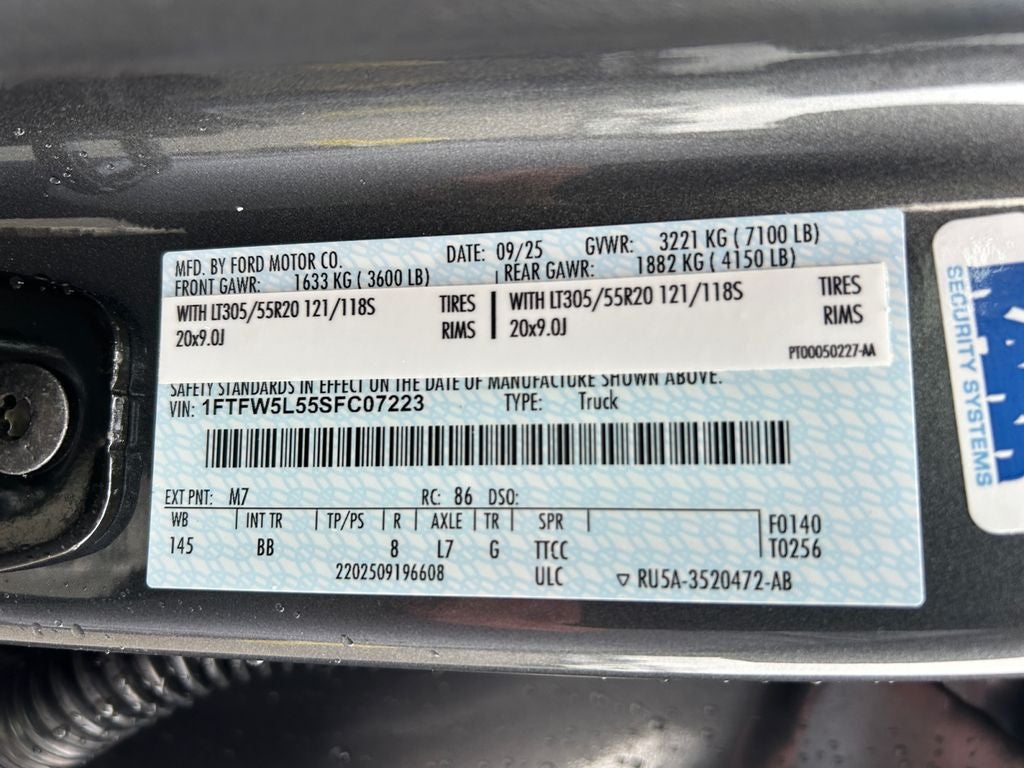 MFD. BY FORD MOTOR CO. DATE: 09/25 GVWR: 3221 KG ( 7100 LB)
FRONT GAWR: 1633 KG ( 3600 LB) REAR GAWR: 1882 KG ( 4150 LB)
WITH LT305/55R20 121/118S TIRES WITH LT305/55R20 121/118S TIRES
20x9.0J RIMS 20x9.0J RIMS
PT00050227-AA
SAFETY STANDARDS IN EFFECT ON THE DATE OF MANUFACTURE SHOWN ABOVE.
VIN: 1FTFW5L55SFC07223 TYPE: Truck
EXT PNT: M7 RC: 86 DSO:
WB INT TR TP/PS R AXLE TR SPR F0140
145 BB 8 L7 G TTCC T0256
2202509196608 ULC ▽ RU5A-3520472-AB
SECURITY SYSTEMS